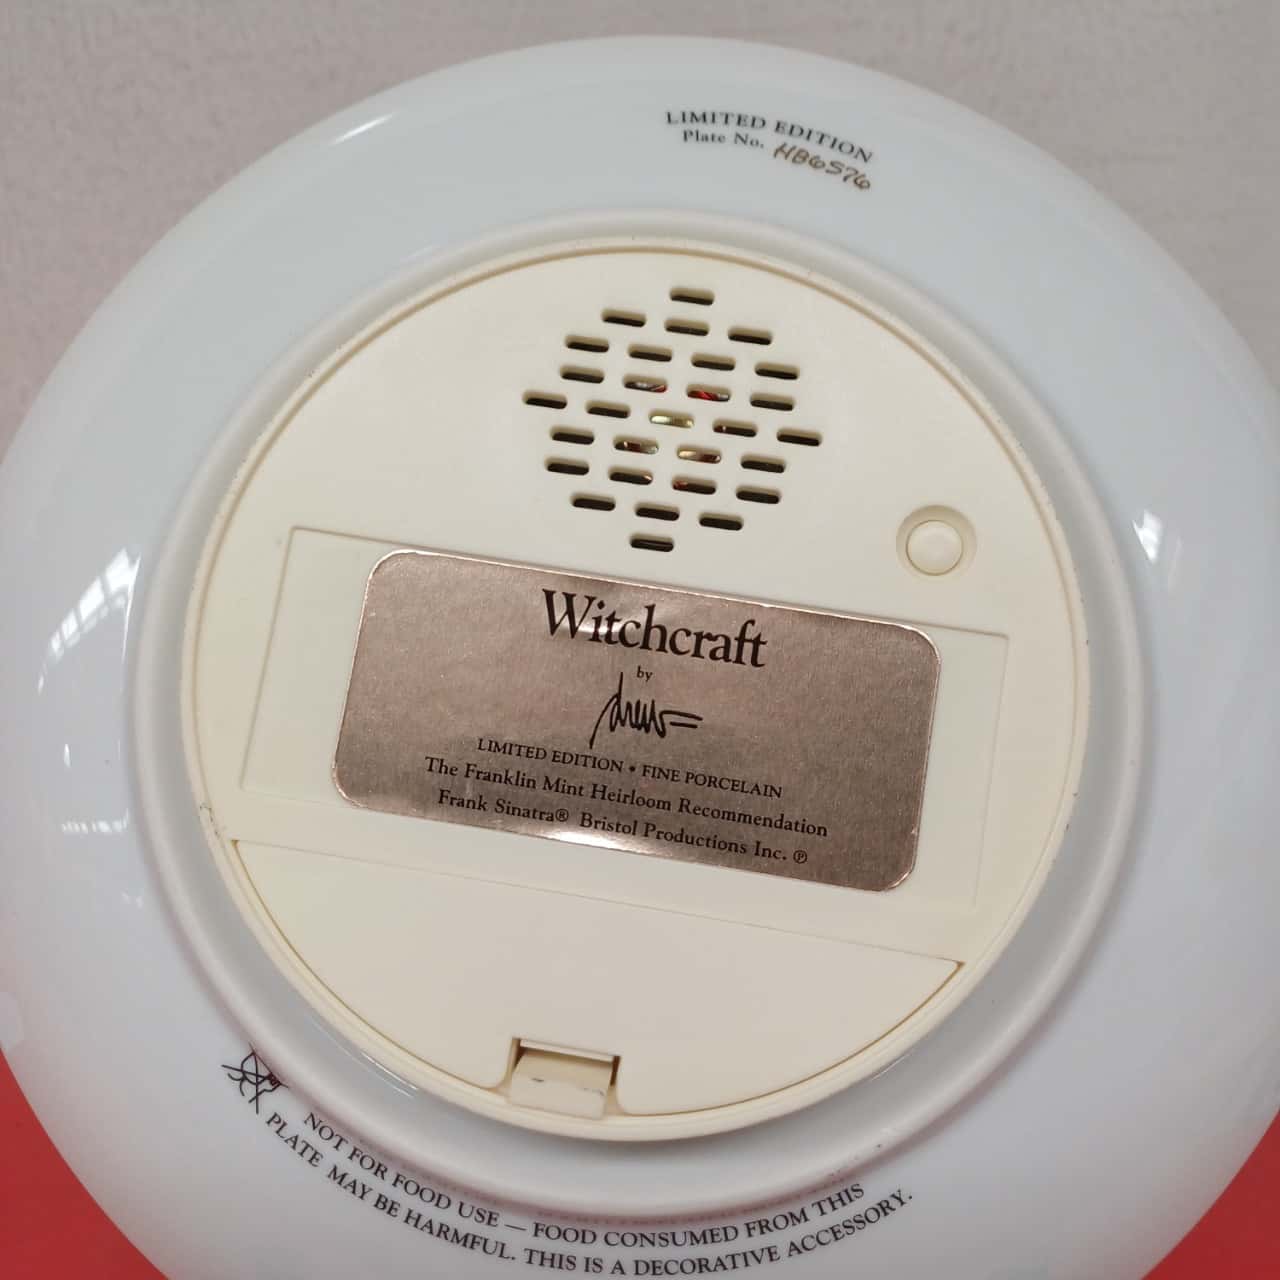 LIMITED EDITION
Plate No. HB6576
Witchcraft
by
drew
LIMITED EDITION • FINE PORCELAIN
The Franklin Mint Heirloom Recommendation
Frank Sinatra® Bristol Productions Inc. ℗
NOT FOR FOOD USE — FOOD CONSUMED FROM THIS
PLATE MAY BE HARMFUL. THIS IS A DECORATIVE ACCESSORY.